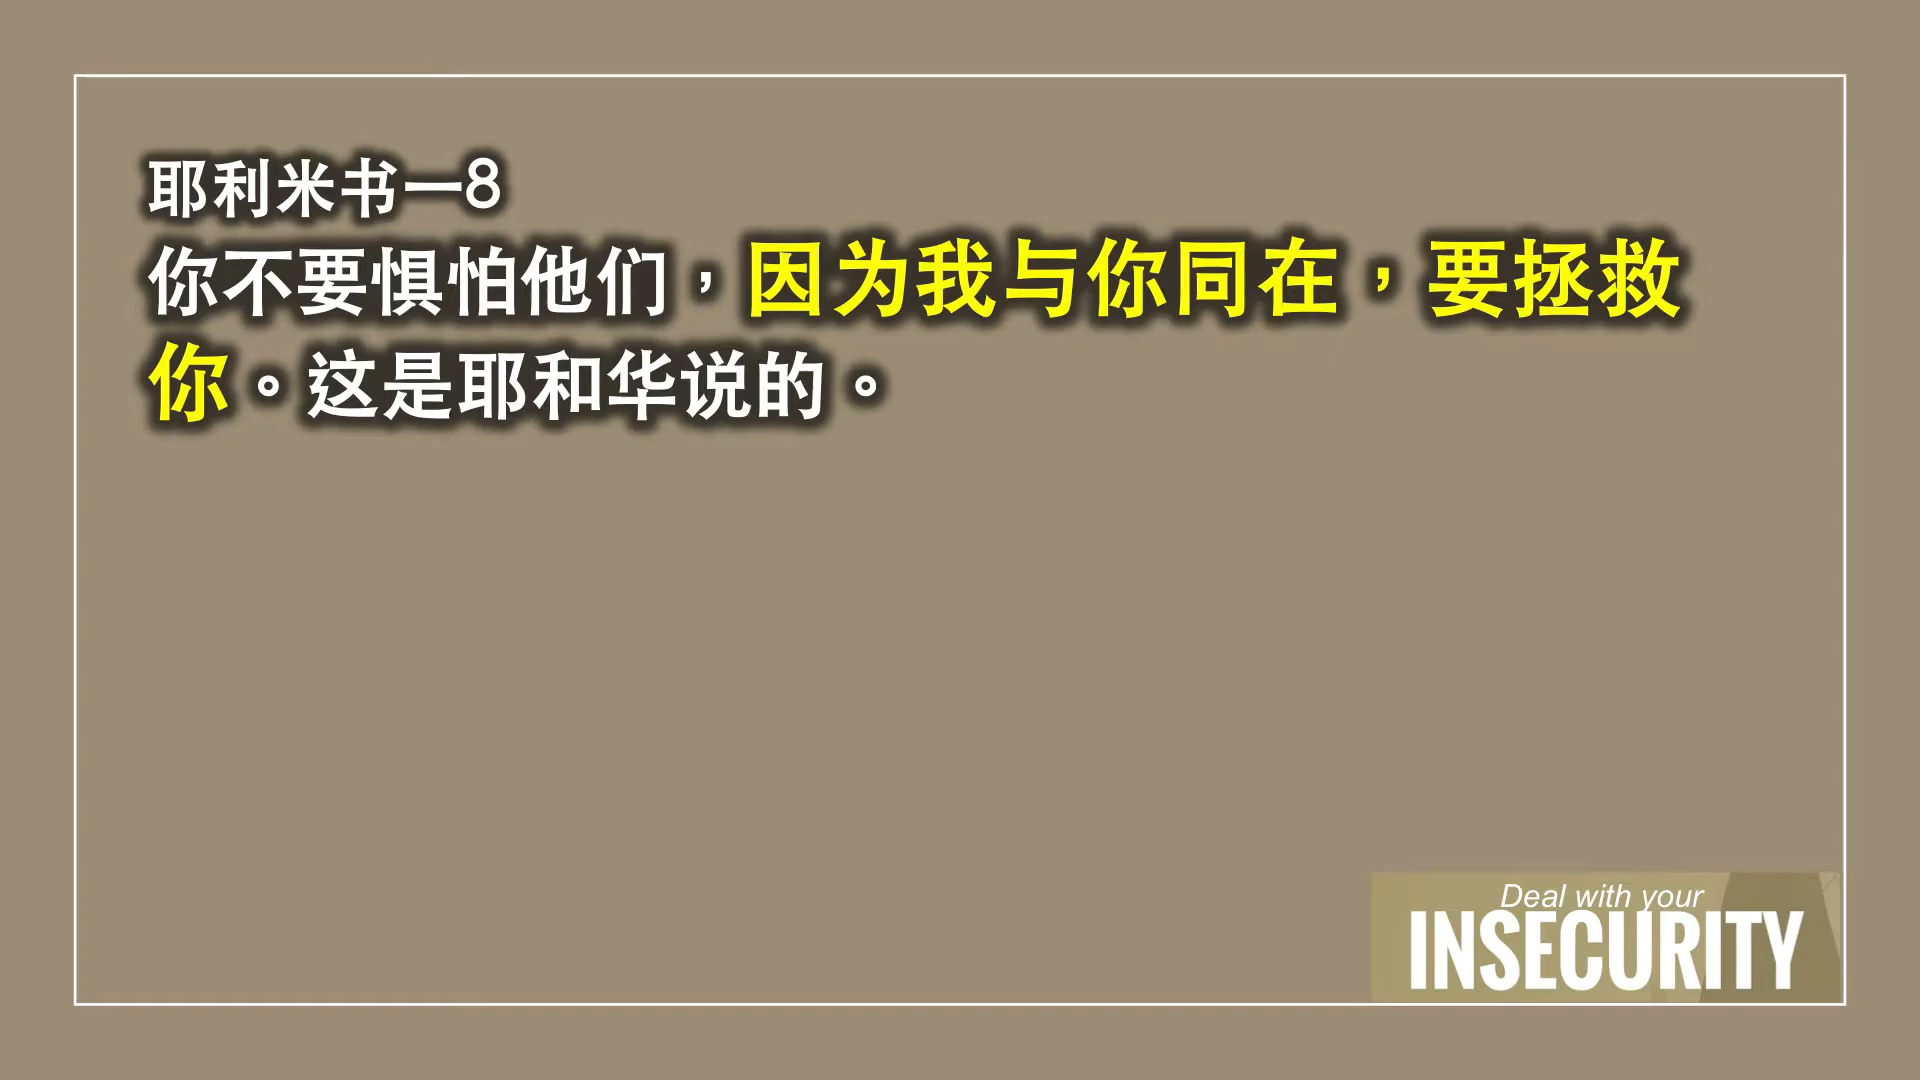 耶利米书一8
你不要惧怕他们，因为我与你同在，要拯救
你。这是耶和华说的。
Deal with your
INSECURITY